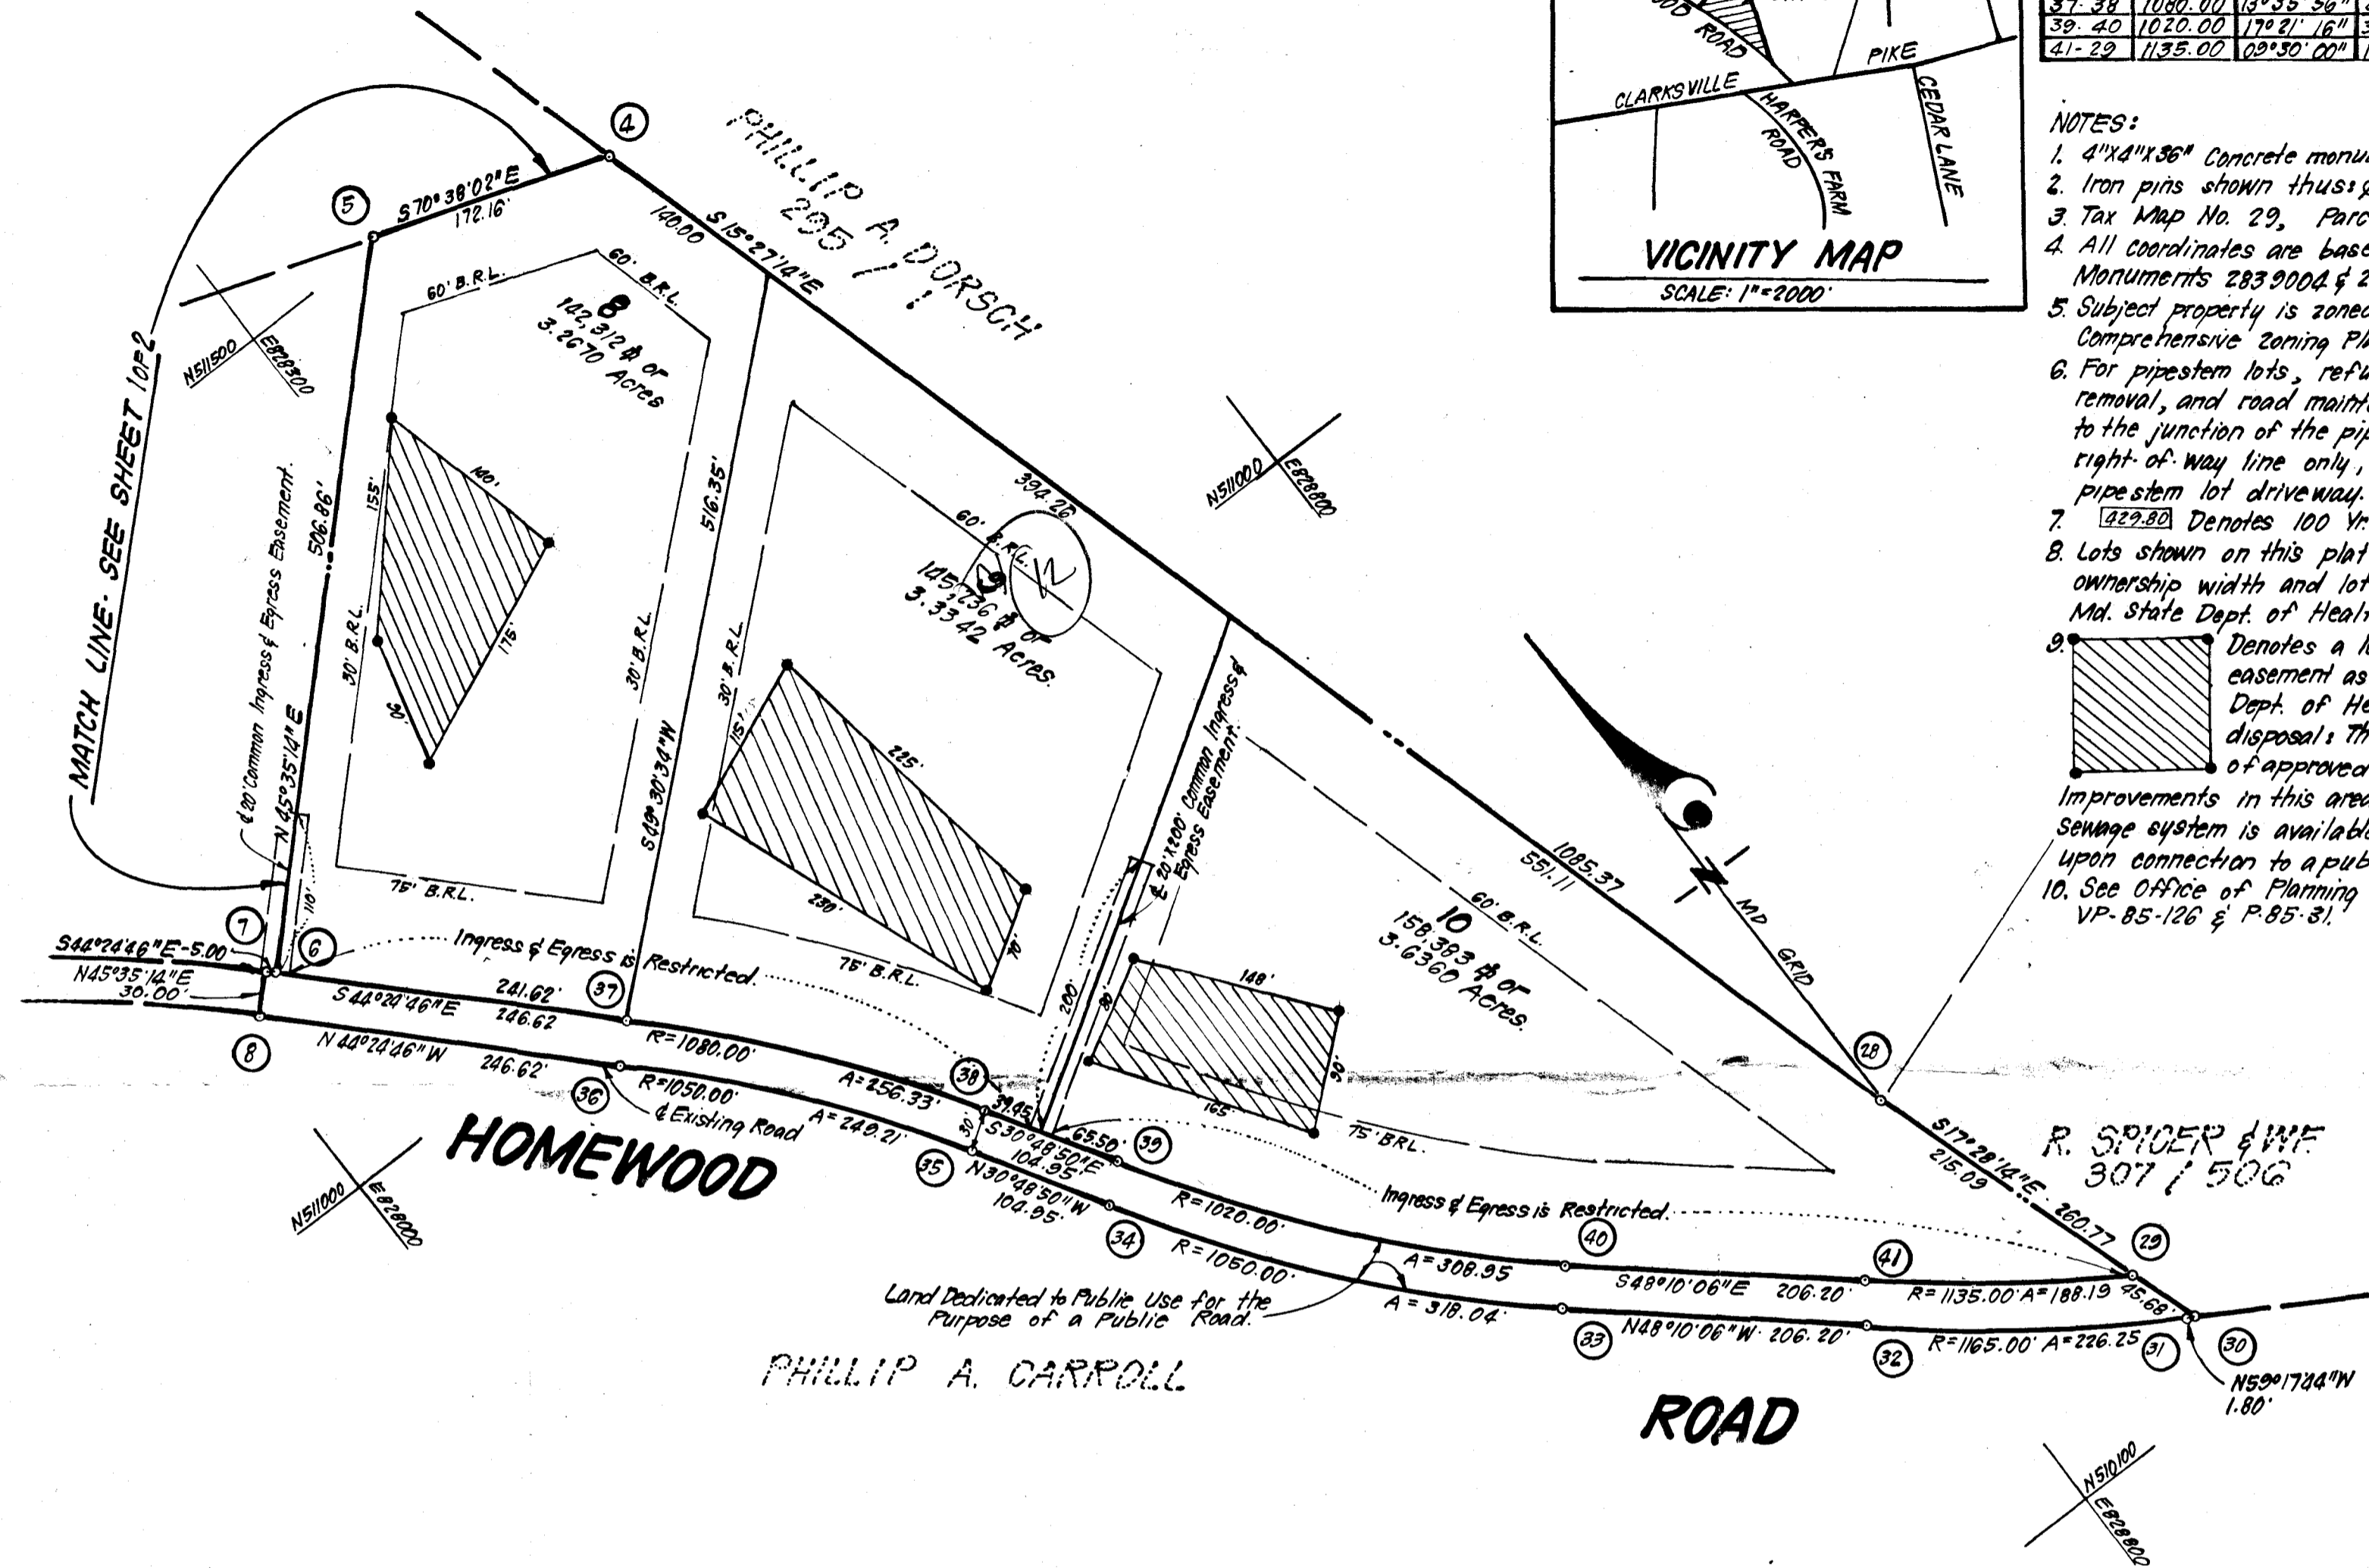 37-38 1080.00 13°35'56"
39-40 1020.00 17°21'16"
41-29 1135.00 09°30'00"
ROAD
PIKE
CLARKSVILLE
HARPER'S FARM
ROAD
CEDAR LANE
VICINITY MAP
SCALE: 1"=2000'
NOTES:
1. 4"X4"X36" Concrete
2. Iron pins shown thus:
3. Tax Map No. 29,
4. All coordinates are
Monuments 2839004 &
5. Subject property is zoned
Comprehensive Zoning
6. For pipestem lots,
removal, and road
to the junction of the
right-of-way line only,
pipestem lot driveway.
7. 429.80 Denotes 100 Yr.
8. Lots shown on this plat
ownership width and lot
Md. State Dept. of
9. Denotes a
easement as
Dept. of
disposal:
of approved
Improvements in this area
Sewage system is available
upon connection to a
10. See Office of Planning
VP-85-126 & P-85-31.
4
PHILLIP A. DORSCH
295 / 1
5
S70°38'02"E
172.16'
140.00
S15°27'14"E
60' B.R.L.
60' B.R.L.
8
142,312 ⏍ or
3.2670 Acres
N511500
E828300
MATCH LINE- SEE SHEET 1 OF 2
℄ 20' Common Ingress & Egress Easement.
506.86'
N45°35'14"E
155'
140'
175'
90'
30' B.R.L.
30' B.R.L.
516.35'
S49°30'34"W
75' B.R.L.
110'
394.26
60' B.R.L.
12
9
145,236 ⏍ or
3.3342 Acres.
N511000
E828800
30' B.R.L.
115'
225'
230'
70'
75' B.R.L.
℄ 20'x200' Common Ingress &
Egress Easement.
200'
1085.37
551.11
60' B.R.L.
10
158,383 ⏍ or
3.6360 Acres.
148'
80'
90'
165'
75' BRL.
N
MD GRID
28
7
6
S44°24'46"E-5.00
N45°35'14"E
30.00'
Ingress & Egress is Restricted.
S44°24'46"E
241.62'
246.62
37
R=1080.00'
A=256.33'
38
39.45
30'
S30°48'50"E
104.95'
65.50'
39
8
N44°24'46"W
246.62'
36
R=1050.00'
℄ Existing Road
A=249.21'
35
N30°48'50"W
104.95'
34
HOMEWOOD
N511000
E828000
R=1020.00'
R=1050.00'
Ingress & Egress is Restricted.
40
A=308.95
A=318.04'
Land Dedicated to Public Use for the
Purpose of a Public Road.
S48°10'06"E 206.20'
41
R=1135.00' A=188.19
33
N48°10'06"W 206.20'
32
R=1165.00' A=226.25
31
30
S17°28'14"E
215.09
260.77
29
45.68'
R. SPICER & WF.
307 / 506
N59°17'44"W
1.80'
PHILLIP A. CARROLL
ROAD
N510100
E828800